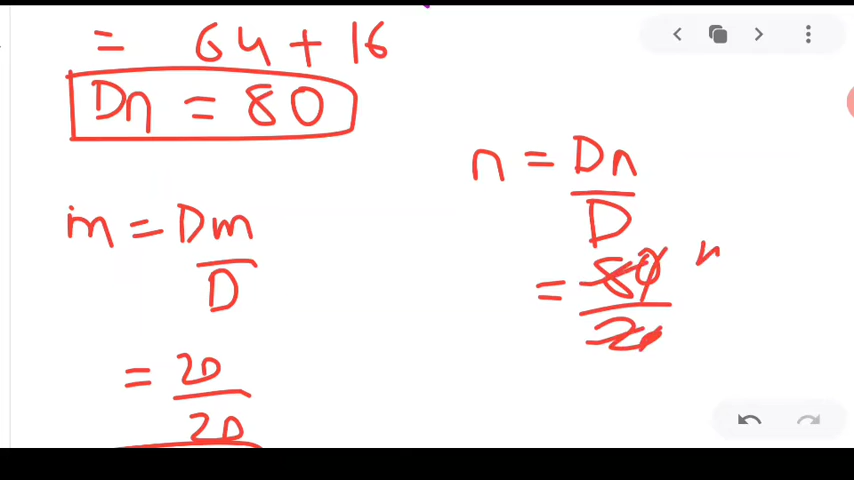 = 64 + 16
Dn = 80
m = Dm
D
= 20
20
n = Dn
D
= 80
20